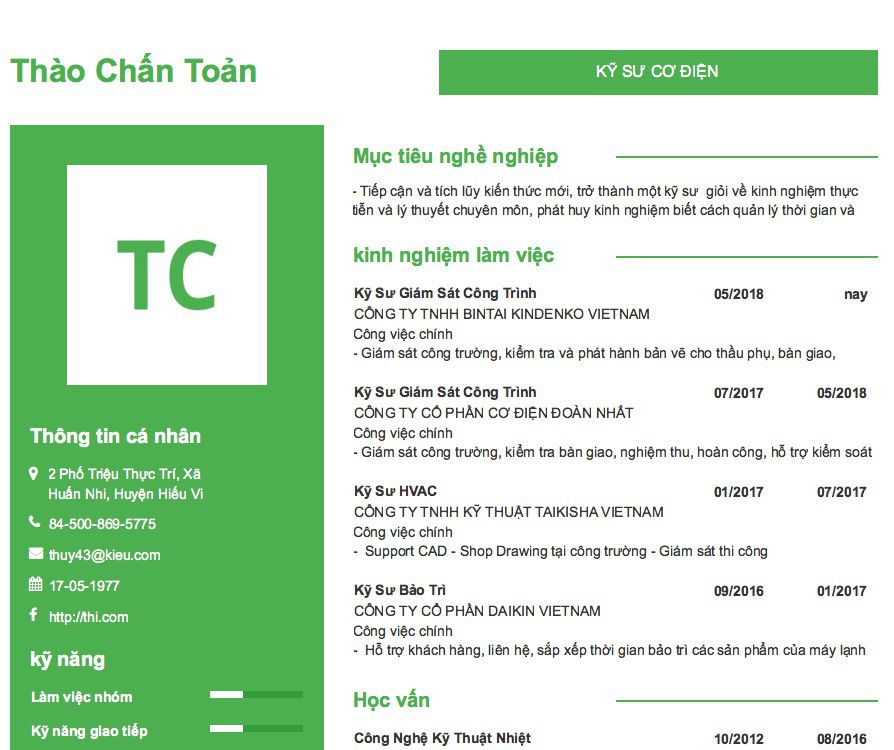 Thào Chấn Toản
KỸ SƯ CƠ ĐIỆN
TC
Thông tin cá nhân
2 Phố Triệu Thực Trí, Xã
Huấn Nhi, Huyện Hiếu Vi
84-500-869-5775
thuy43@kieu.com
17-05-1977
http://thi.com
kỹ năng
Làm việc nhóm
Kỹ năng giao tiếp
Mục tiêu nghề nghiệp
- Tiếp cận và tích lũy kiến thức mới, trở thành một kỹ sư  giỏi về kinh nghiệm thực
tiễn và lý thuyết chuyên môn, phát huy kinh nghiệm biết cách quản lý thời gian và
kinh nghiệm làm việc
Kỹ Sư Giám Sát Công Trình 05/2018 nay
CÔNG TY TNHH BINTAI KINDENKO VIETNAM
Công việc chính
- Giám sát công trường, kiểm tra và phát hành bản vẽ cho thầu phụ, bàn giao,
Kỹ Sư Giám Sát Công Trình 07/2017 05/2018
CÔNG TY CỔ PHẦN CƠ ĐIỆN ĐOÀN NHẤT
Công việc chính
- Giám sát công trường, kiểm tra bàn giao, nghiệm thu, hoàn công, hỗ trợ kiểm soát
Kỹ Sư HVAC 01/2017 07/2017
CÔNG TY TNHH KỸ THUẬT TAIKISHA VIETNAM
Công việc chính
-  Support CAD - Shop Drawing tại công trường - Giám sát thi công
Kỹ Sư Bảo Trì 09/2016 01/2017
CÔNG TY CỔ PHẦN DAIKIN VIETNAM
Công việc chính
-  Hỗ trợ khách hàng, liên hệ, sắp xếp thời gian bảo trì các sản phẩm của máy lạnh
Học vấn
Công Nghệ Kỹ Thuật Nhiệt 10/2012 08/2016